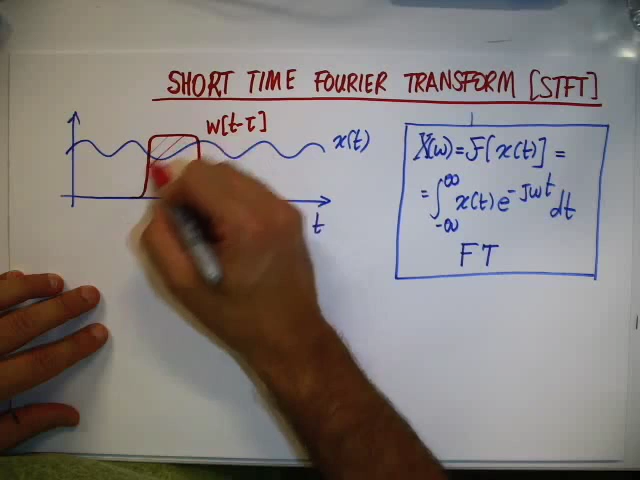 SHORT TIME FOURIER TRANSFORM [STFT]
w[t-τ]
x(t)
t
X(ω) = F[x(t)] =
= ∫_{-∞}^{∞} x(t) e^{-jωt} dt
FT